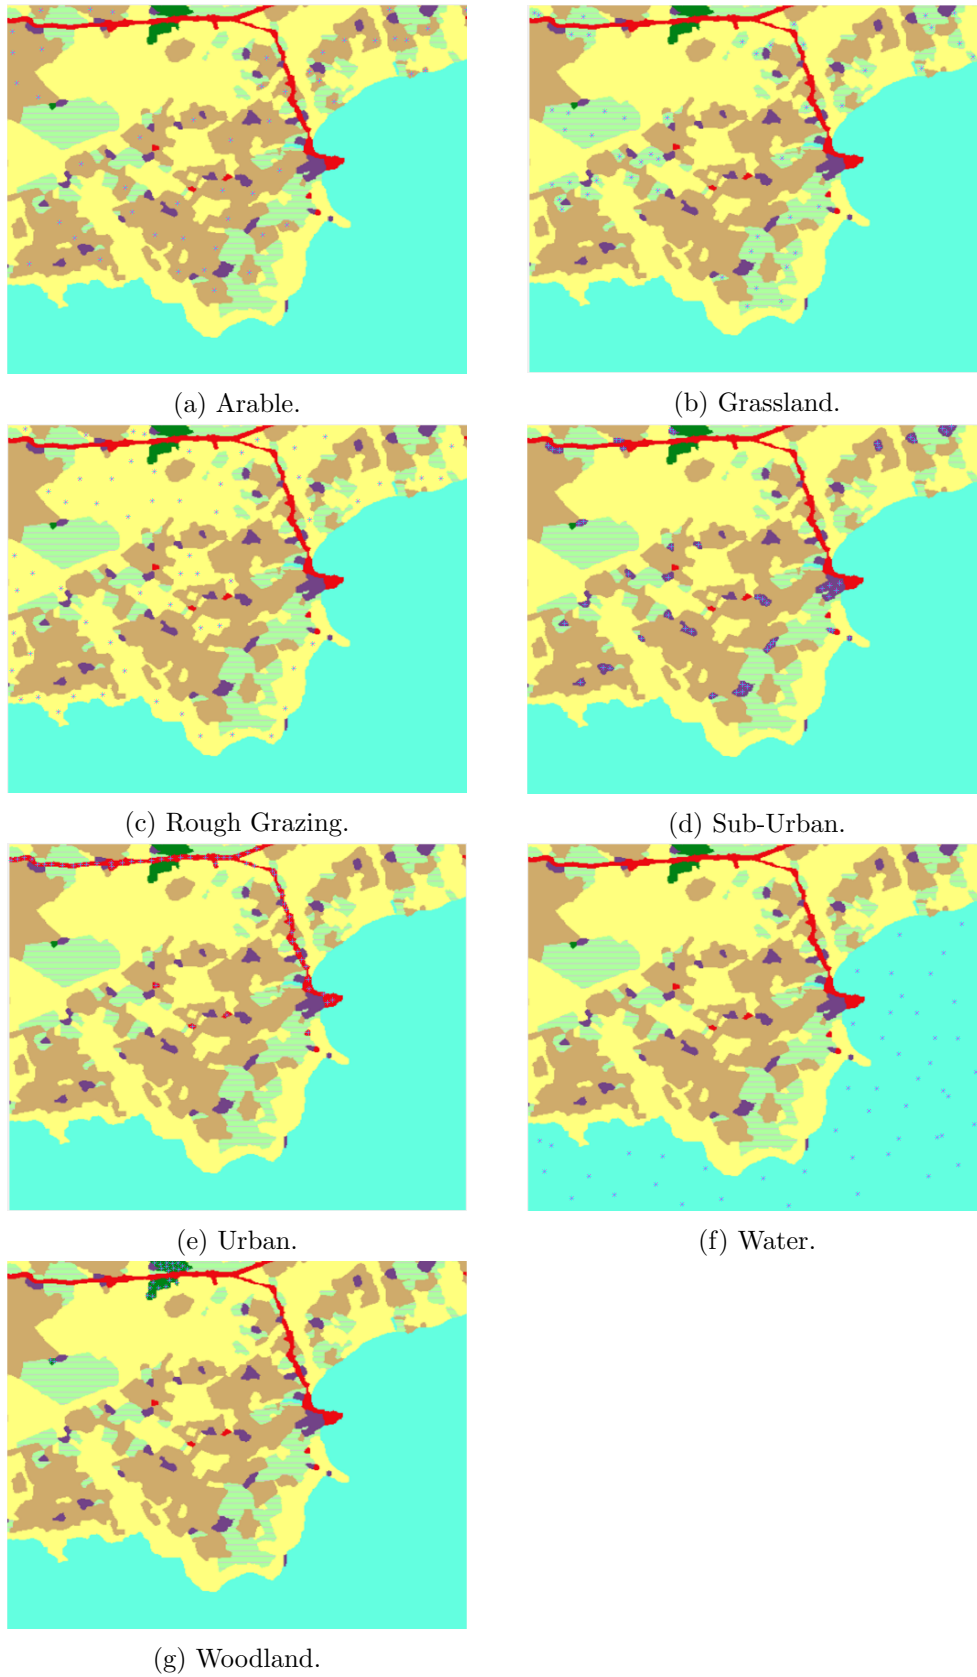 (a) Arable.
(b) Grassland.
(c) Rough Grazing.
(d) Sub-Urban.
(e) Urban.
(f) Water.
(g) Woodland.